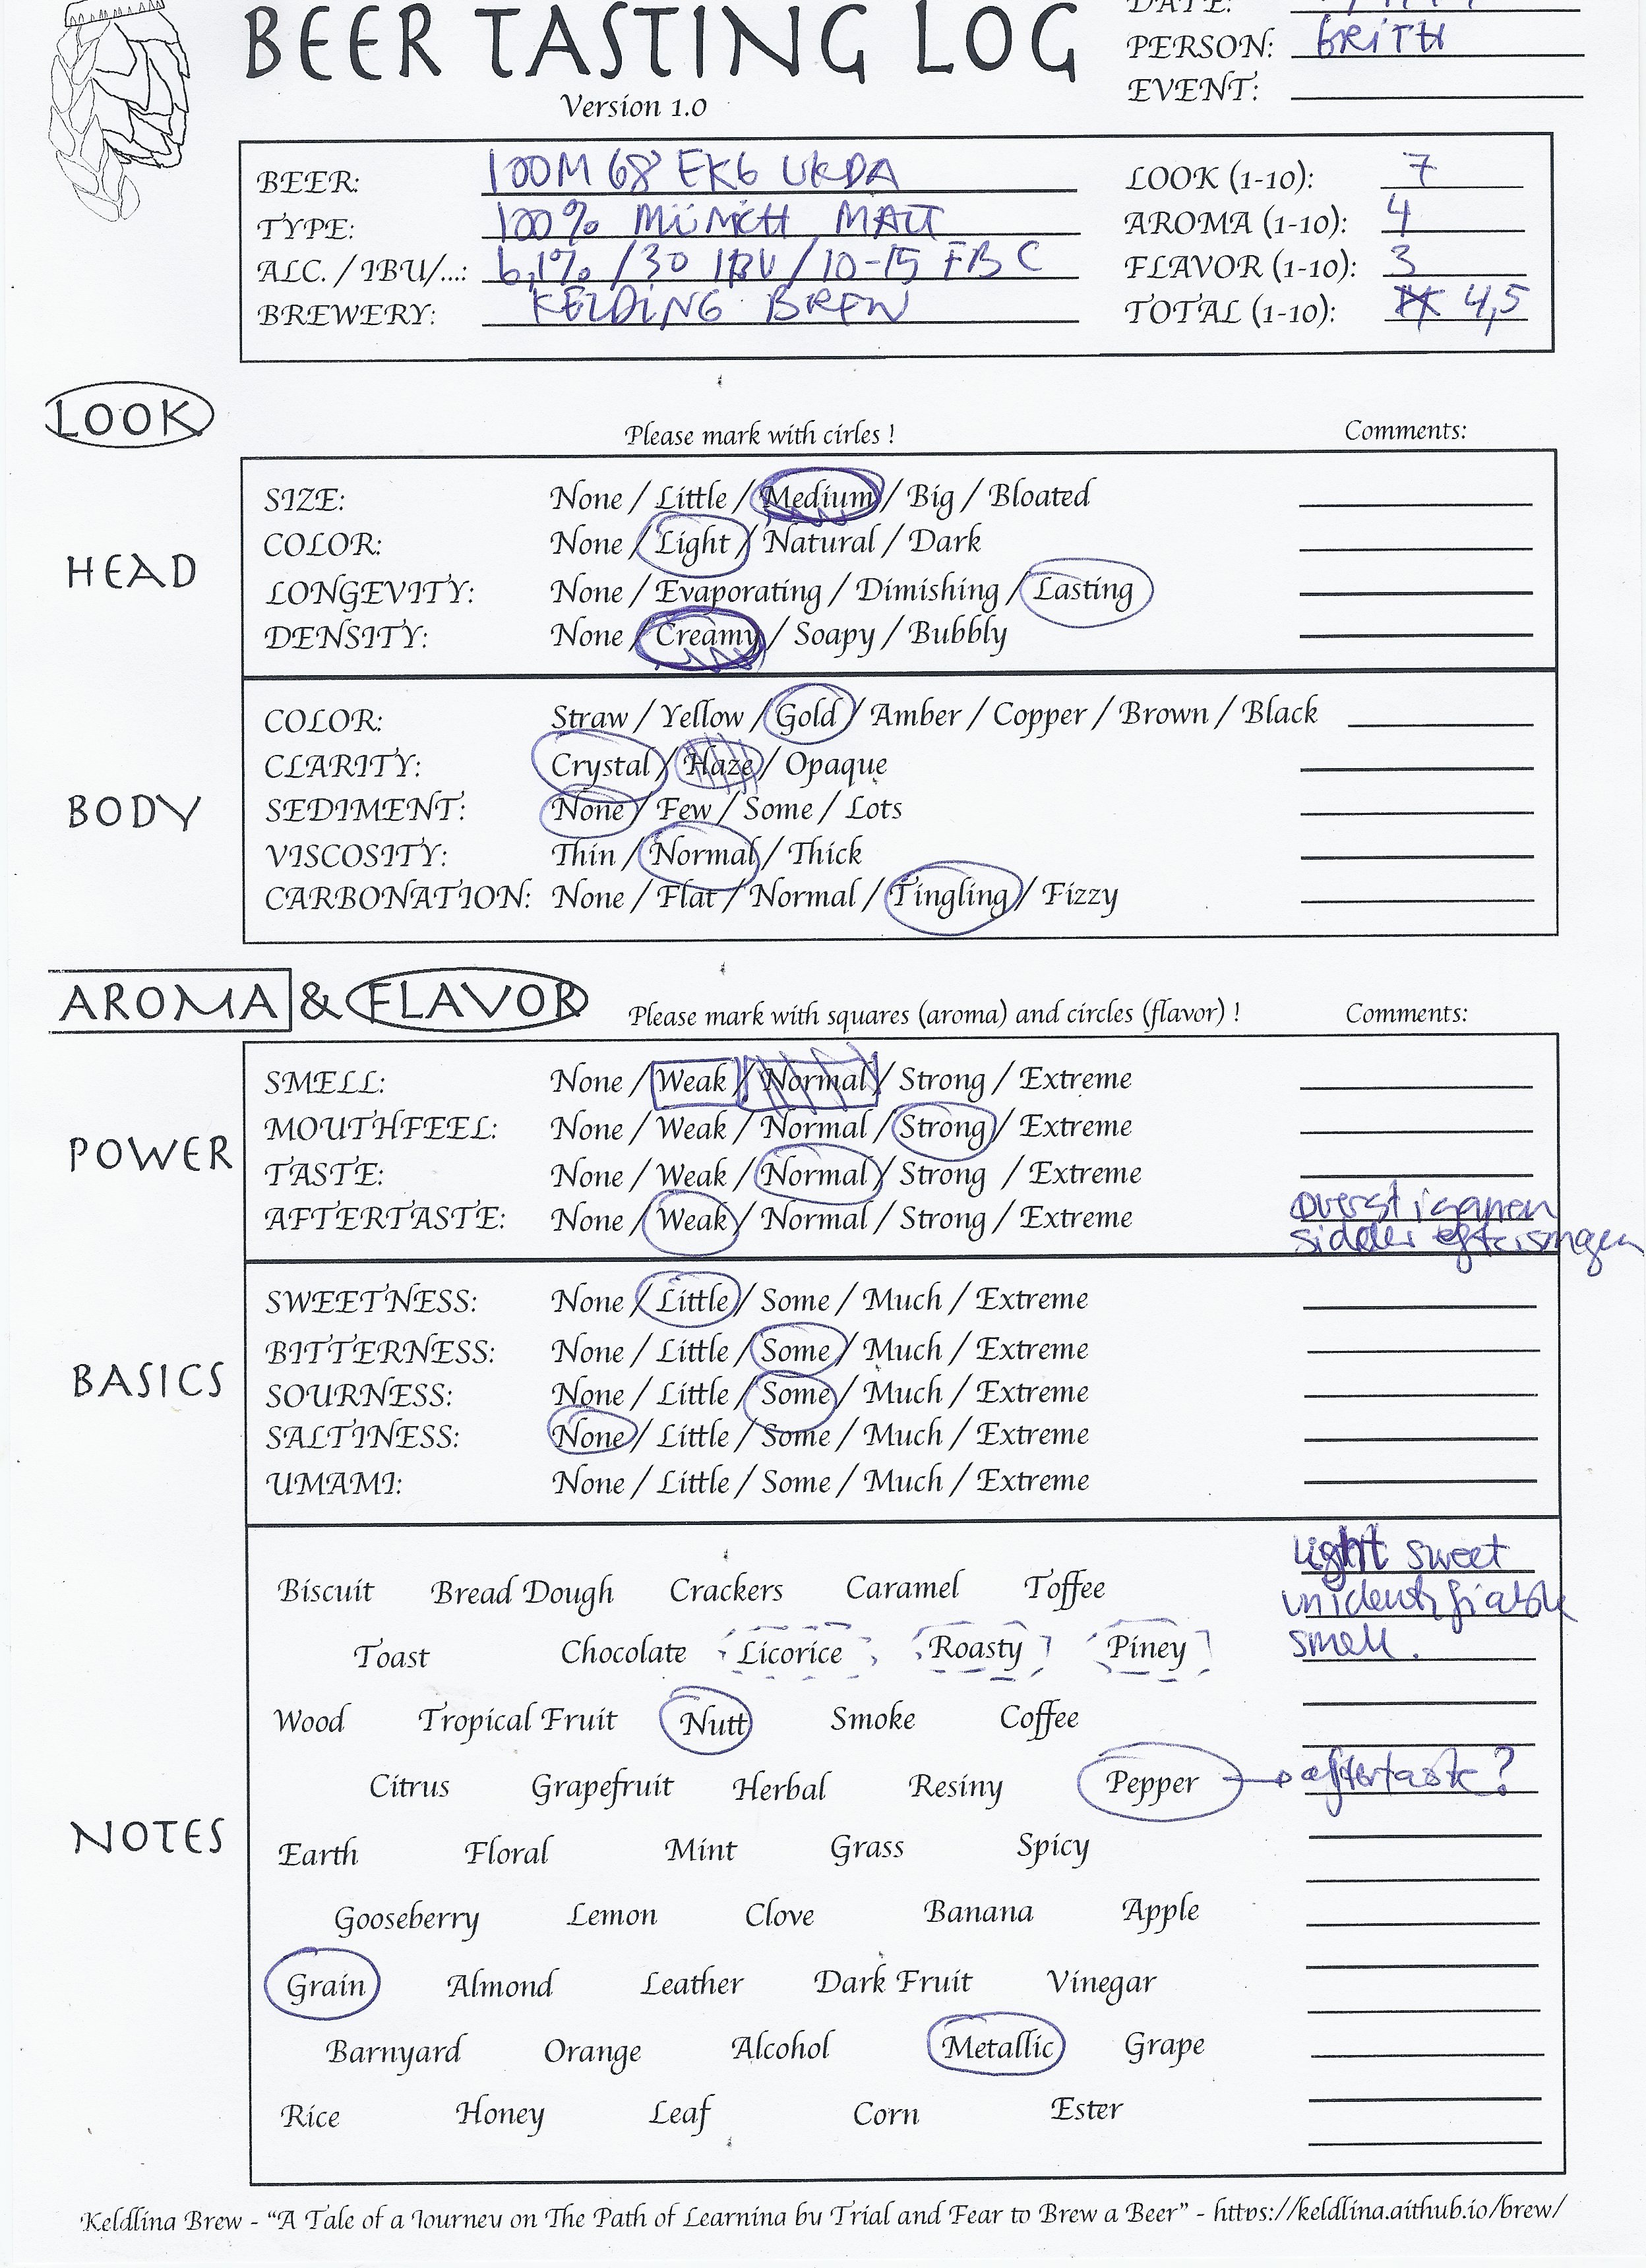 BEER TASTING LOG
Version 1.0
DATE:
PERSON: GRITH
EVENT:
BEER: 100M 68' EK6 UKDA
TYPE: 100% MÜNICH MALT
ALC. / IBU/...: 6,1% / 30 IBU / 10-15 EBC
BREWERY: KELDING BREW
LOOK (1-10): 7
AROMA (1-10): 4
FLAVOR (1-10): 3
TOTAL (1-10): 4,5
LOOK
Please mark with cirles !
Comments:
HEAD
SIZE: None / Little / Medium / Big / Bloated
COLOR: None / Light / Natural / Dark
LONGEVITY: None / Evaporating / Dimishing / Lasting
DENSITY: None / Creamy / Soapy / Bubbly
BODY
COLOR: Straw / Yellow / Gold / Amber / Copper / Brown / Black
CLARITY: Crystal / Haze / Opaque
SEDIMENT: None / Few / Some / Lots
VISCOSITY: Thin / Normal / Thick
CARBONATION: None / Flat / Normal / Tingling / Fizzy
AROMA & FLAVOR
Please mark with squares (aroma) and circles (flavor) !
Comments:
POWER
SMELL: None / Weak / Normal / Strong / Extreme
MOUTHFEEL: None / Weak / Normal / Strong / Extreme
TASTE: None / Weak / Normal / Strong / Extreme
AFTERTASTE: None / Weak / Normal / Strong / Extreme
øverst i ganen
sidder eftersmagen
BASICS
SWEETNESS: None / Little / Some / Much / Extreme
BITTERNESS: None / Little / Some / Much / Extreme
SOURNESS: None / Little / Some / Much / Extreme
SALTINESS: None / Little / Some / Much / Extreme
UMAMI: None / Little / Some / Much / Extreme
NOTES
light sweet
unidentifiable
smell.
Biscuit Bread Dough Crackers Caramel Toffee
Toast Chocolate Licorice Roasty Piney
Wood Tropical Fruit Nutt Smoke Coffee
Citrus Grapefruit Herbal Resiny Pepper → aftertaste?
Earth Floral Mint Grass Spicy
Gooseberry Lemon Clove Banana Apple
Grain Almond Leather Dark Fruit Vinegar
Barnyard Orange Alcohol Metallic Grape
Rice Honey Leaf Corn Ester
Keldlina Brew - "A Tale of a Journey on The Path of Learnina by Trial and Fear to Brew a Beer" - https://keldlina.aithub.io/brew/